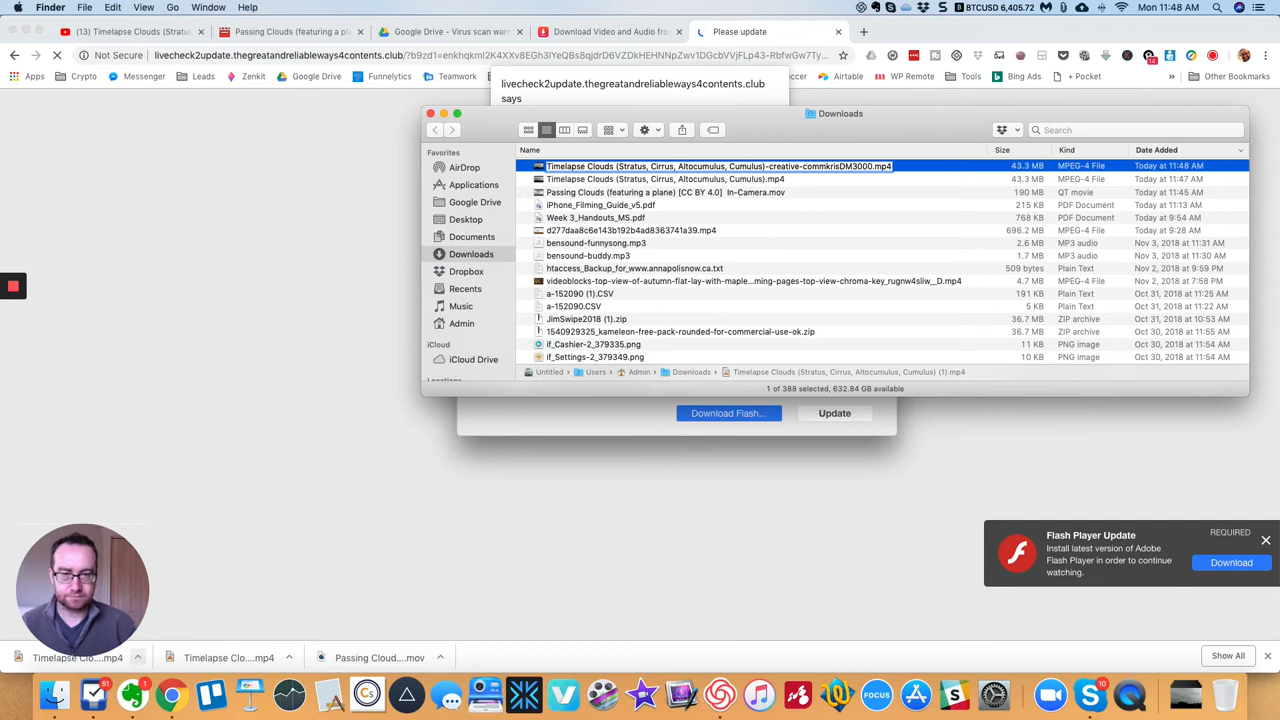 Finder File Edit View Go Window Help
BTCUSD 6,405.72
Mon 11:48 AM
(13) Timelapse Clouds (Stratus
Passing Clouds (featuring a pla
Google Drive - Virus scan warn
Download Video and Audio from
Please update
Not Secure
livecheck2update.thegreatandreliableways4contents.club
14
Apps Crypto Messenger Leads Zenkit Google Drive Funnelytics Teamwork
soccer Airtable WP Remote Tools Bing Ads + Pocket » Other Bookmarks
livecheck2update.thegreatandreliableways4contents.club
says
Downloads
Search
Name Size Kind Date Added
Timelapse Clouds (Stratus, Cirrus, Altocumulus, Cumulus)-creative-commkrisDM3000.mp4 43.3 MB MPEG-4 File Today at 11:48 AM
Timelapse Clouds (Stratus, Cirrus, Altocumulus, Cumulus).mp4 43.3 MB MPEG-4 File Today at 11:47 AM
Passing Clouds (featuring a plane) [CC BY 4.0] In-Camera.mov 190 MB QT movie Today at 11:45 AM
iPhone_Filming_Guide_v5.pdf 215 KB PDF Document Today at 11:13 AM
Week 3_Handouts_MS.pdf 768 KB PDF Document Today at 9:54 AM
d277daa8c6e143b192b4ad8363741a39.mp4 696.2 MB MPEG-4 File Today at 9:28 AM
bensound-funnysong.mp3 2.6 MB MP3 audio Nov 3, 2018 at 11:31 AM
bensound-buddy.mp3 1.7 MB MP3 audio Nov 3, 2018 at 11:30 AM
htaccess_Backup_for_www.annapolisnow.ca.txt 509 bytes Plain Text Nov 2, 2018 at 9:59 PM
videoblocks-top-view-of-autumn-flat-lay-with-maple...ming-pages-top-view-chroma-key_rugnw4sliw__D.mp4 4.7 MB MPEG-4 File Nov 2, 2018 at 7:58 PM
a-152090 (1).CSV 191 KB Plain Text Oct 31, 2018 at 11:25 AM
a-152090.CSV 5 KB Plain Text Oct 31, 2018 at 11:22 AM
JimSwipe2018 (1).zip 36.7 MB ZIP archive Oct 31, 2018 at 10:53 AM
1540929325_kameleon-free-pack-rounded-for-commercial-use-ok.zip 36.7 MB ZIP archive Oct 30, 2018 at 11:55 AM
if_Cashier-2_379335.png 11 KB PNG image Oct 30, 2018 at 11:54 AM
if_Settings-2_379349.png 10 KB PNG image Oct 30, 2018 at 11:54 AM
Favorites
AirDrop
Applications
Google Drive
Desktop
Documents
Downloads
Dropbox
Recents
Music
Admin
iCloud
iCloud Drive
Untitled Users Admin Downloads Timelapse Clouds (Stratus, Cirrus, Altocumulus, Cumulus) (1).mp4
1 of 388 selected, 632.84 GB available
Download Flash... Update
Flash Player Update REQUIRED
Install latest version of Adobe
Flash Player in order to continue
watching.
Download
Timelapse Clo....mp4 Timelapse Clou....mp4 Passing Cloud....mov Show All
51 1 FOCUS 10